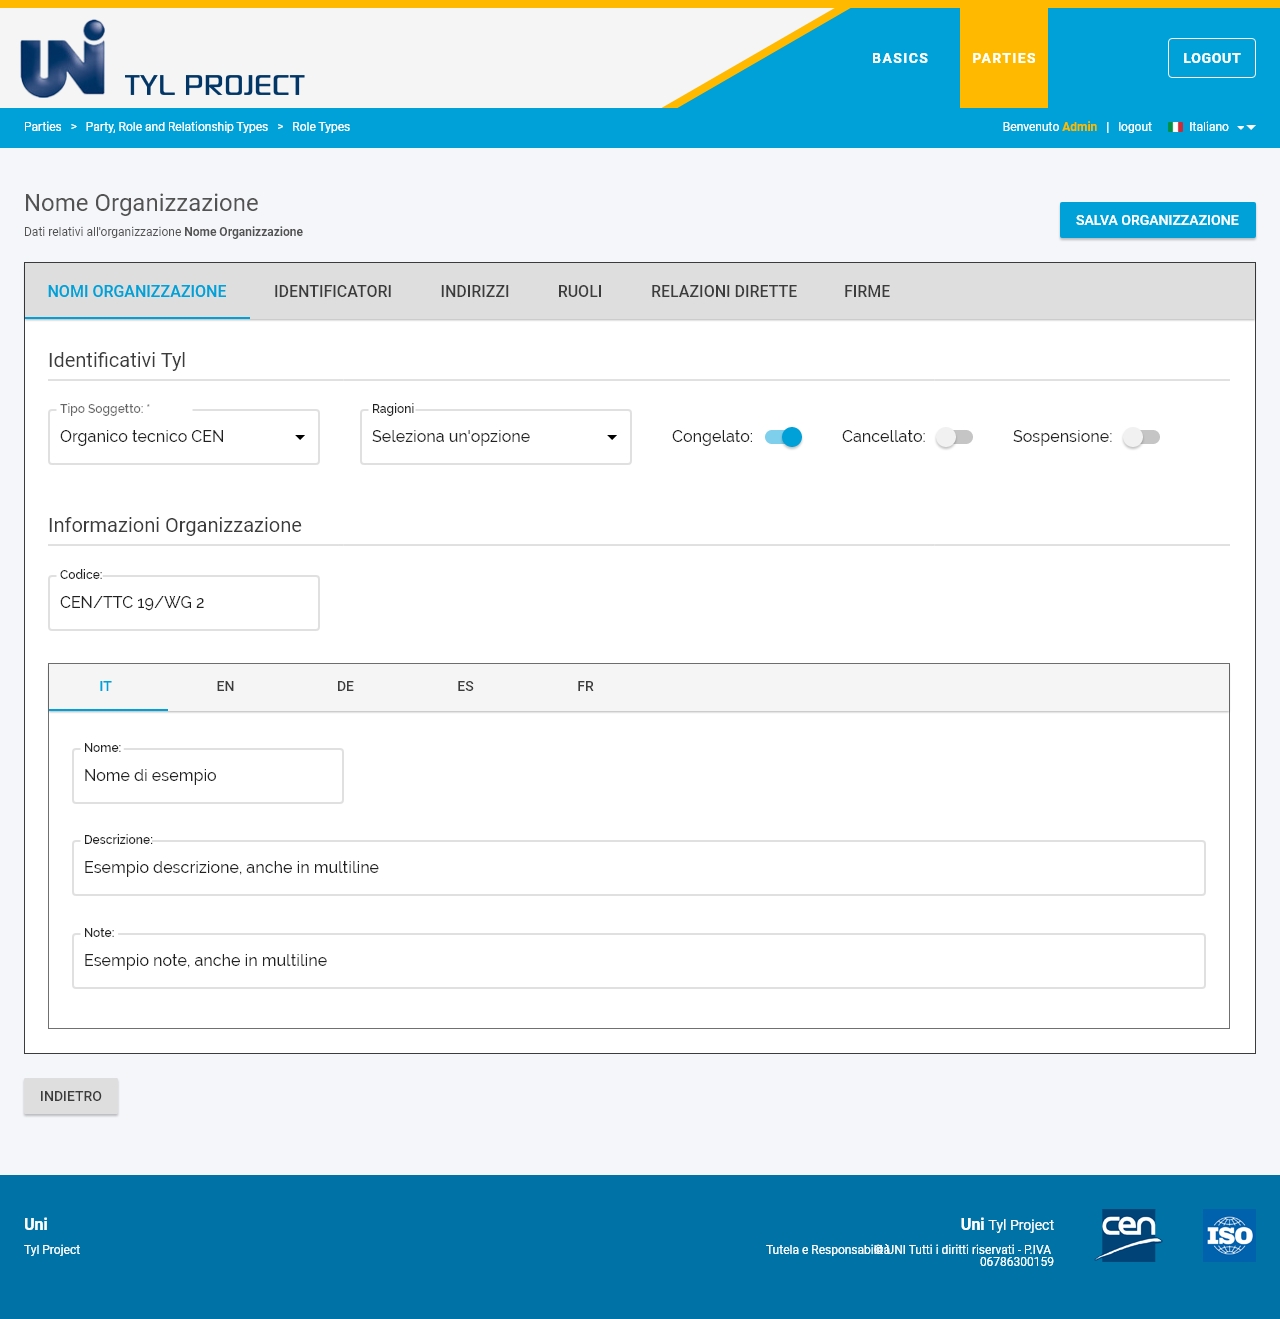 UNI TYL PROJECT
BASICS PARTIES LOGOUT
Parties > Party, Role and Relationship Types > Role Types
Benvenuto Admin | logout Italiano
Nome Organizzazione
Dati relativi all'organizzazione Nome Organizzazione
SALVA ORGANIZZAZIONE
NOMI ORGANIZZAZIONE IDENTIFICATORI INDIRIZZI RUOLI RELAZIONI DIRETTE FIRME
Identificativi Tyl
Tipo Soggetto: * Ragioni
Organico tecnico CEN Seleziona un'opzione Congelato: Cancellato: Sospensione:
Informazioni Organizzazione
Codice:
CEN/TTC 19/WG 2
IT EN DE ES FR
Nome:
Nome di esempio
Descrizione:
Esempio descrizione, anche in multiline
Note:
Esempio note, anche in multiline
INDIETRO
Uni
Tyl Project
Uni Tyl Project
Tutela e Responsabilità © UNI Tutti i diritti riservati - P.IVA
06786300159
cen
ISO